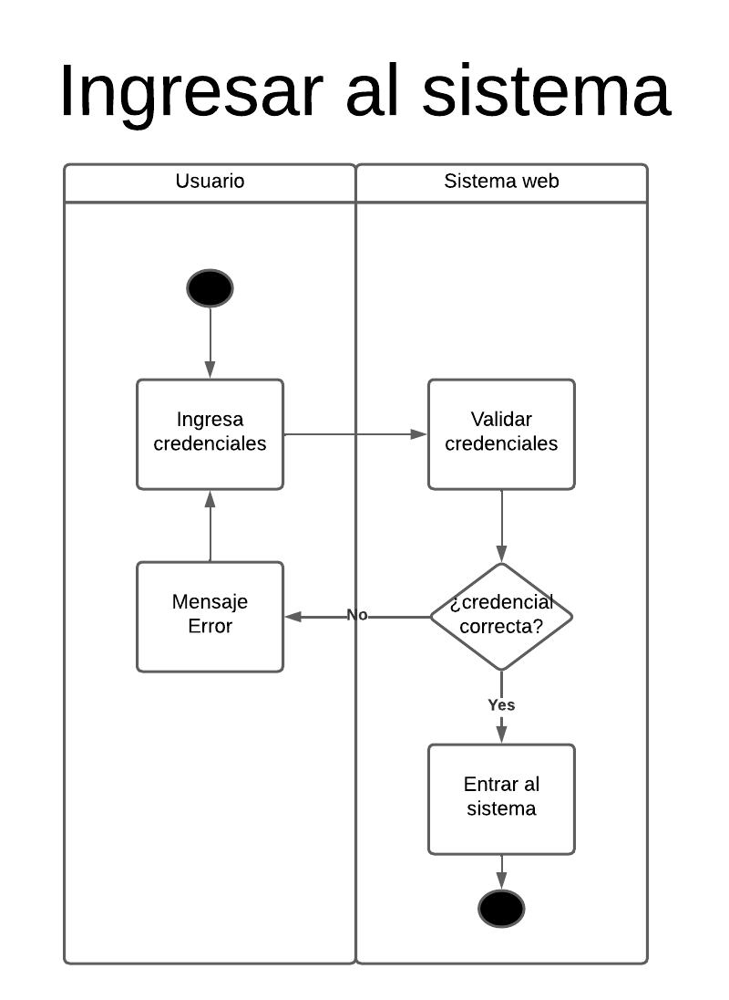 Ingresar al sistema
Usuario
Sistema web
Ingresa
credenciales
Validar
credenciales
Mensaje
Error
No
¿credencial
correcta?
Yes
Entrar al
sistema